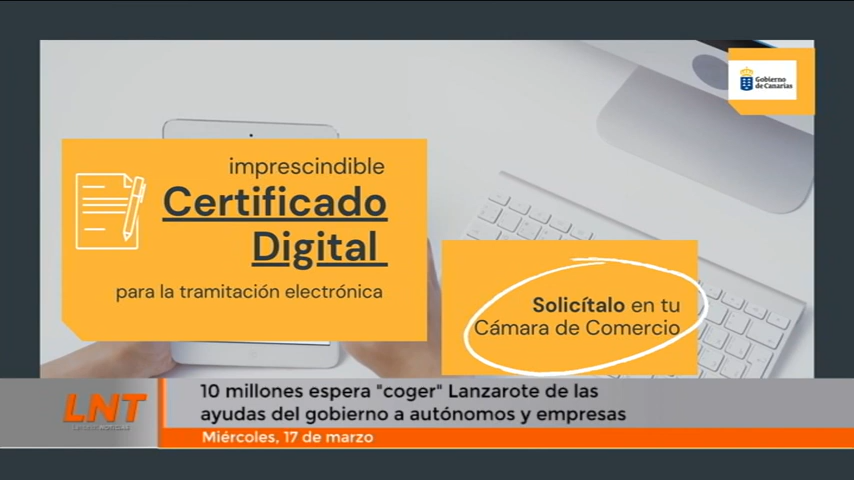 Gobierno
de Canarias
imprescindible
Certificado
Digital
para la tramitación electrónica
Solicítalo en tu
Cámara de Comercio
LNT
10 millones espera "coger" Lanzarote de las
ayudas del gobierno a autónomos y empresas
Miércoles, 17 de marzo